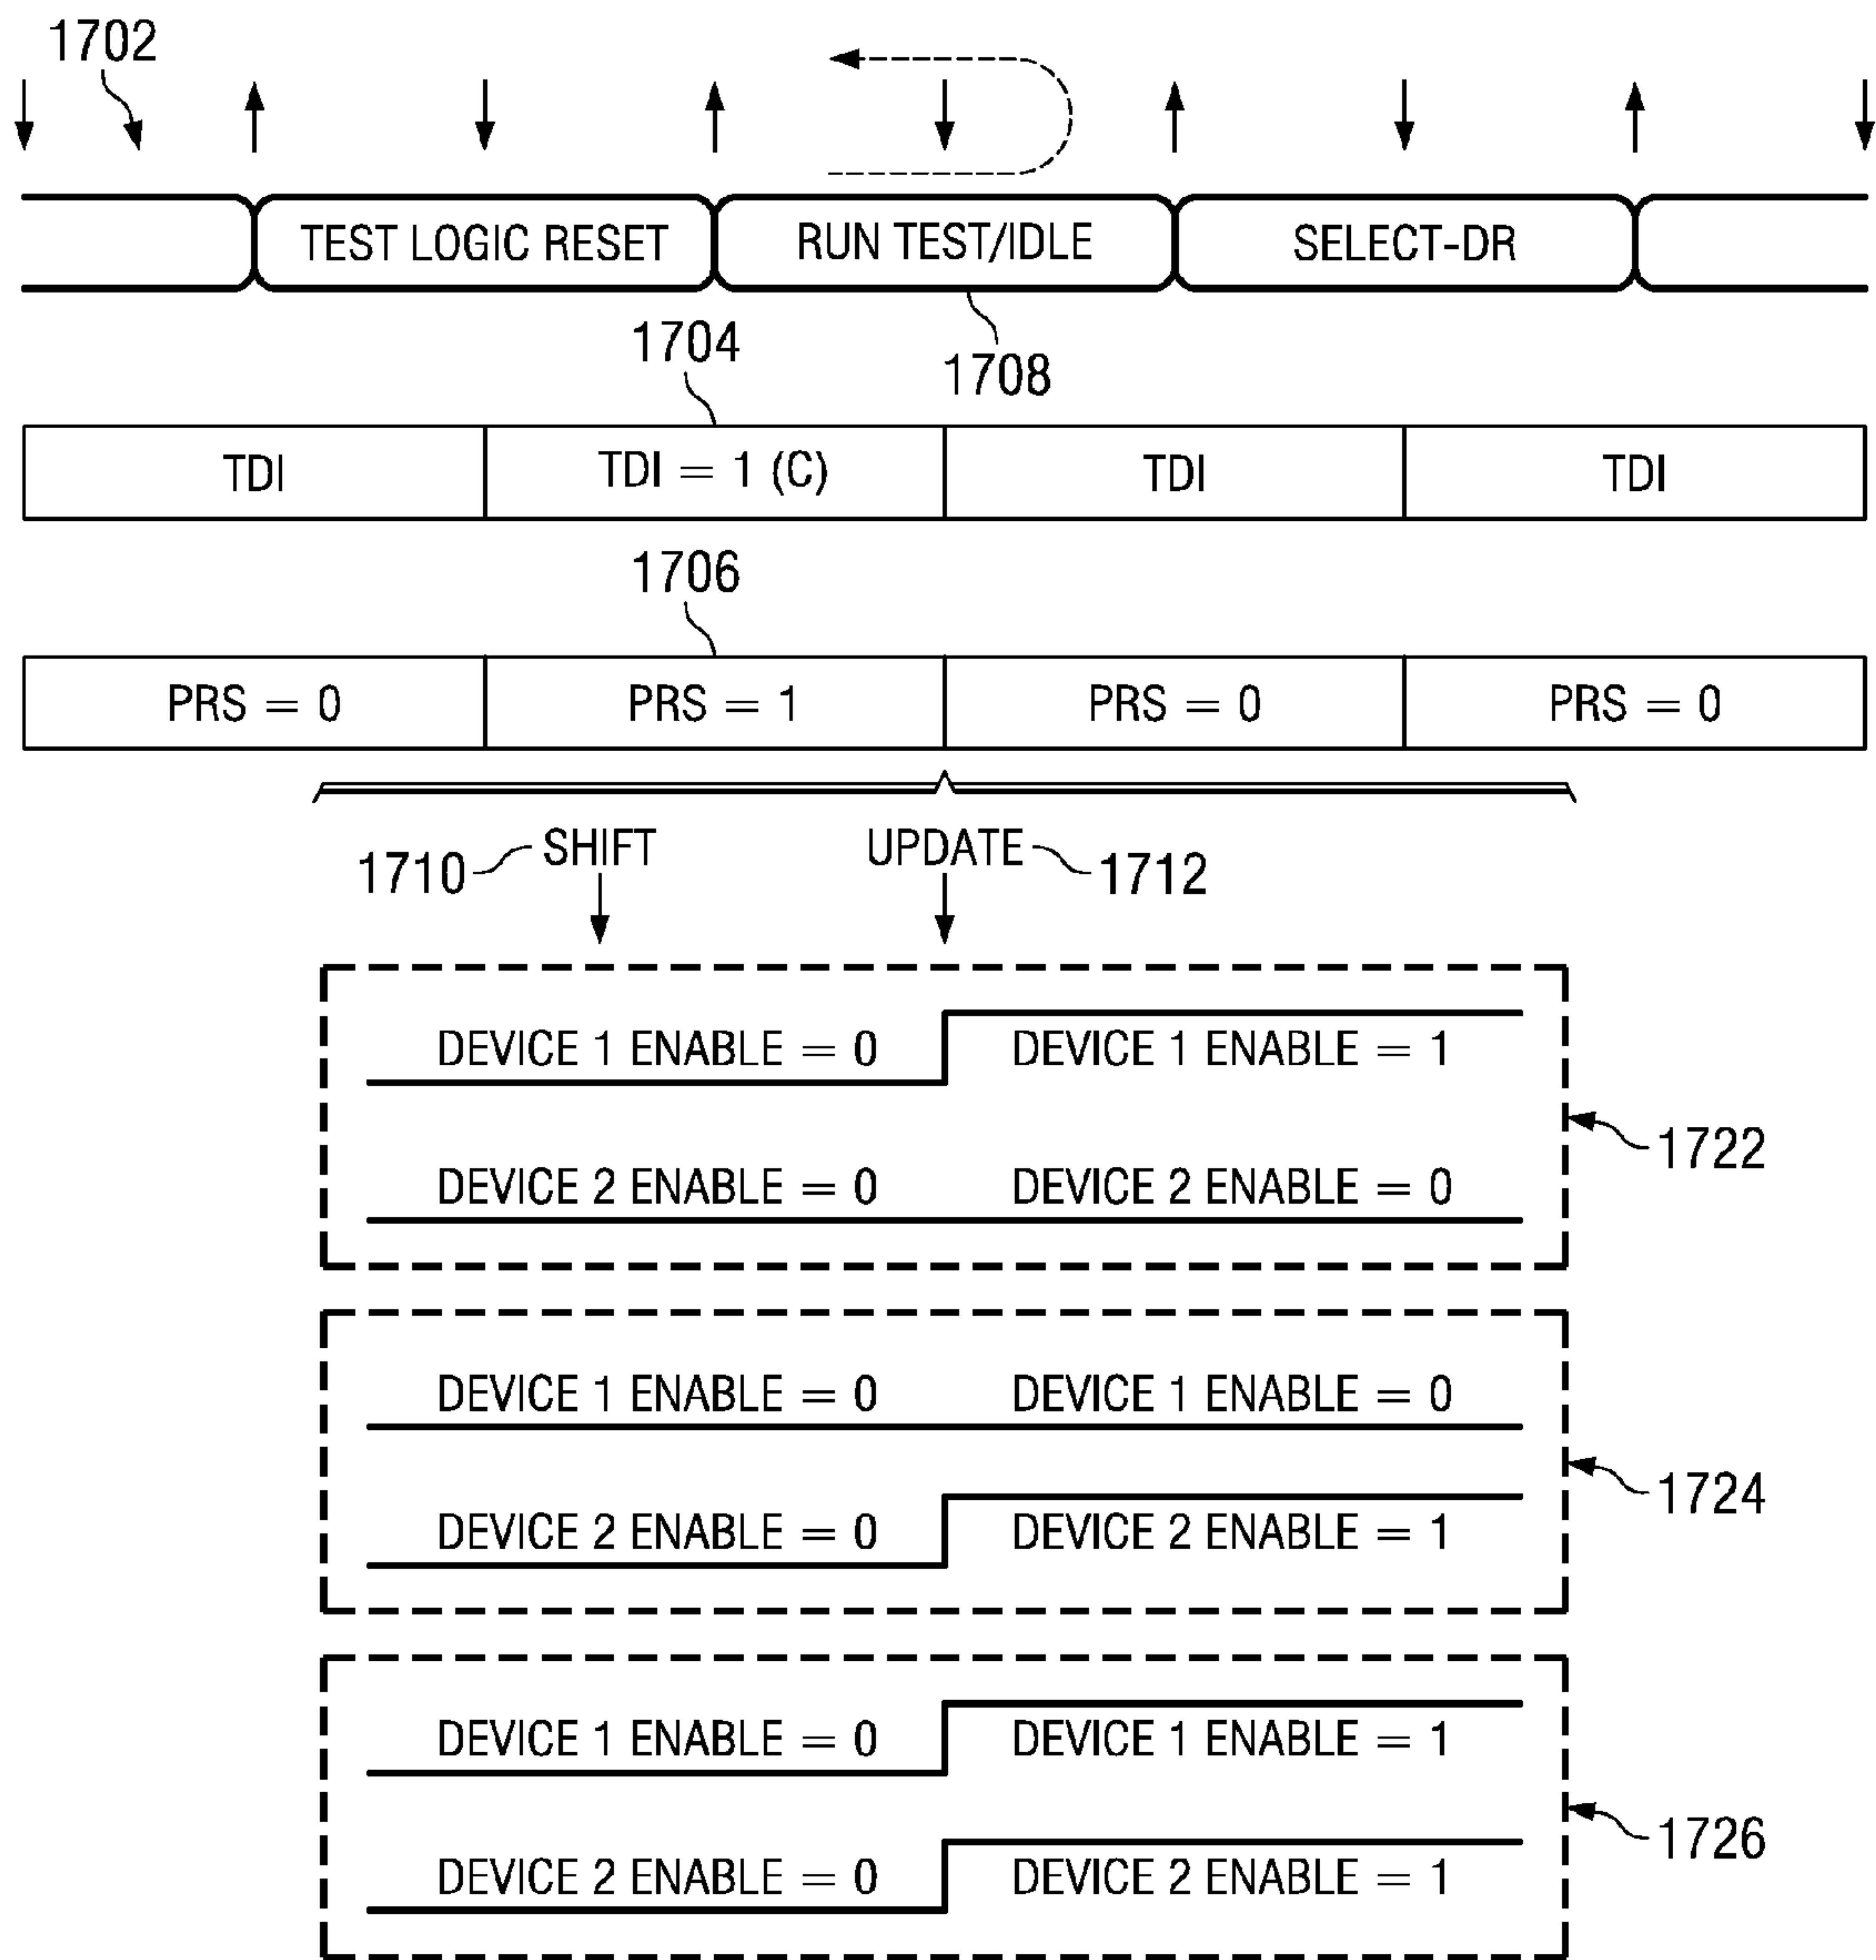 1702
TEST LOGIC RESET RUN TEST/IDLE SELECT-DR
1704
1708
TDI TDI = 1 (C) TDI TDI
1706
PRS = 0 PRS = 1 PRS = 0 PRS = 0
1710 SHIFT UPDATE 1712
DEVICE 1 ENABLE = 0 DEVICE 1 ENABLE = 1
1722
DEVICE 2 ENABLE = 0 DEVICE 2 ENABLE = 0
DEVICE 1 ENABLE = 0 DEVICE 1 ENABLE = 0
1724
DEVICE 2 ENABLE = 0 DEVICE 2 ENABLE = 1
DEVICE 1 ENABLE = 0 DEVICE 1 ENABLE = 1
1726
DEVICE 2 ENABLE = 0 DEVICE 2 ENABLE = 1